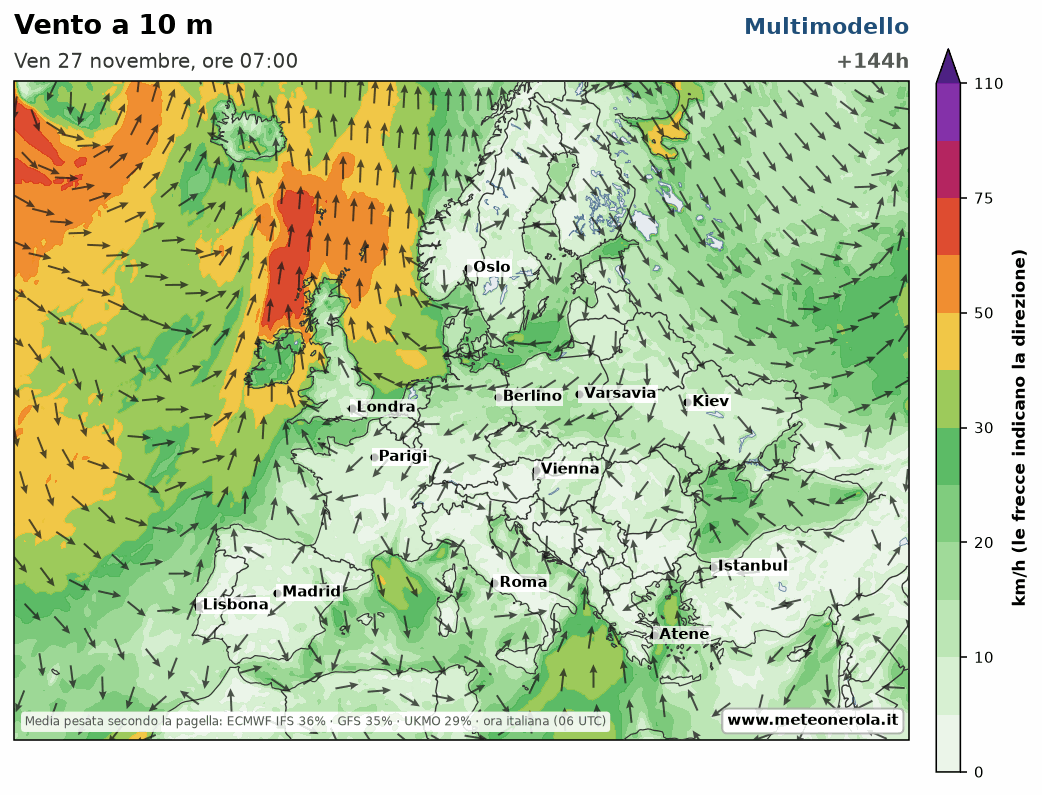 Vento a 10 m
Multimodello
Ven 27 novembre, ore 07:00
+144h
110
75
50
30
20
10
0
km/h (le frecce indicano la direzione)
Oslo
Berlino
Varsavia
Kiev
Londra
Parigi
Vienna
Istanbul
Roma
Madrid
Lisbona
Atene
Media pesata secondo la pagella: ECMWF IFS 36% · GFS 35% · UKMO 29% · ora italiana (06 UTC)
www.meteonerola.it